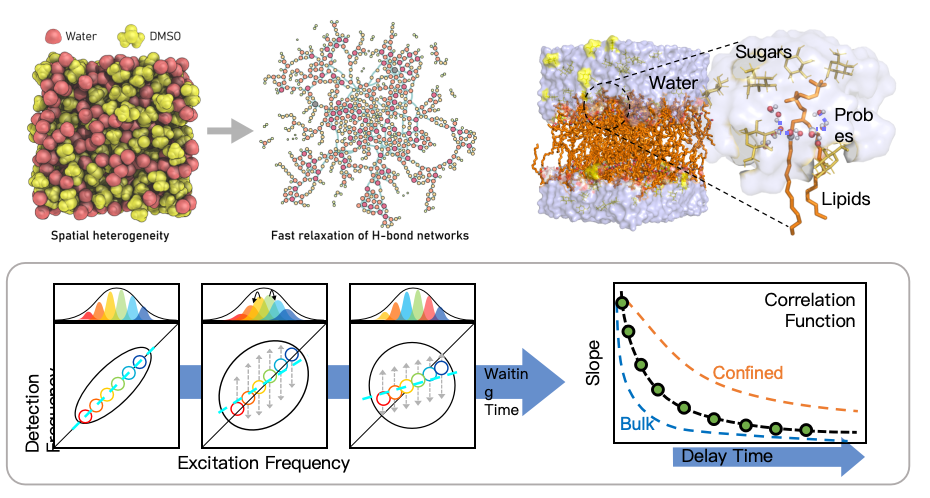 Water
DMSO
Spatial heterogeneity
Fast relaxation of H-bond networks
Sugars
Water
Prob
es
Lipids
Detection
Frequency
Excitation Frequency
Waitin
g
Time
Slope
Correlation
Function
Confined
Bulk
Delay Time